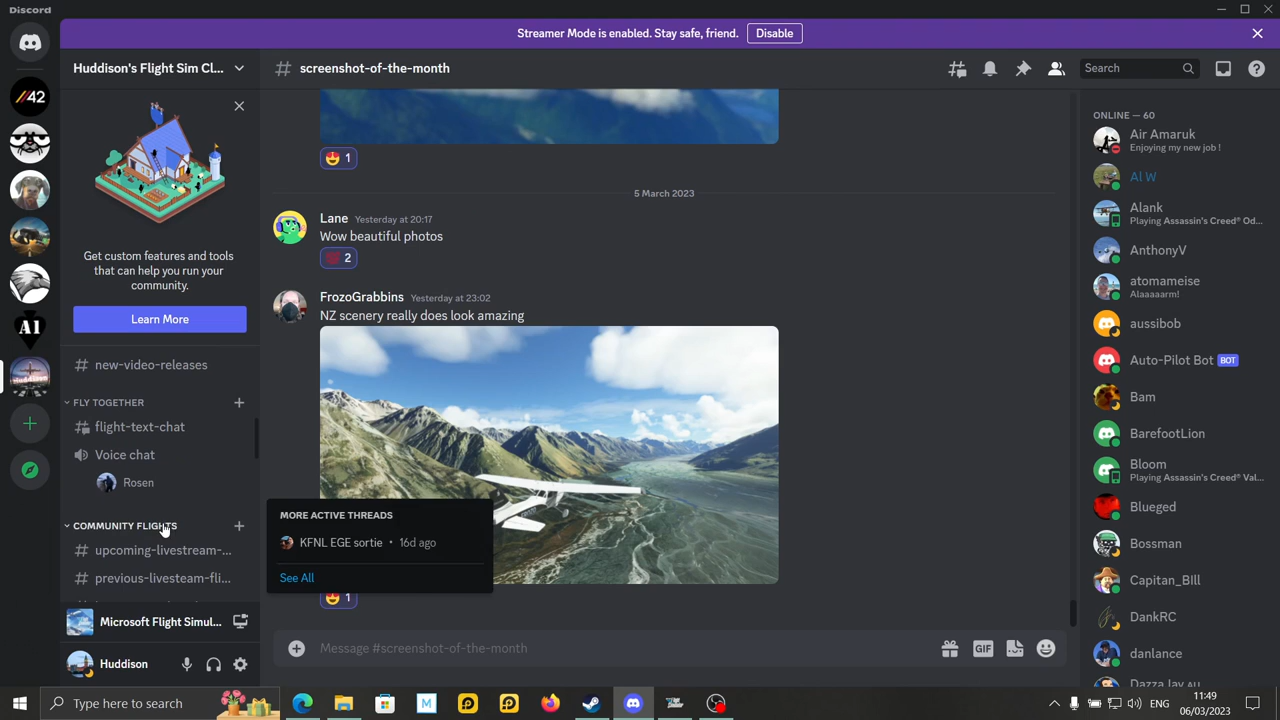 Discord
Streamer Mode is enabled. Stay safe, friend.
Disable
Huddison's Flight Sim Cl...
screenshot-of-the-month
Search
/42
A1
Get custom features and tools
that can help you run your
community.
Learn More
new-video-releases
FLY TOGETHER
flight-text-chat
Voice chat
Rosen
COMMUNITY FLIGHTS
upcoming-livestream-...
previous-livesteam-fli...
Microsoft Flight Simul...
Huddison
1
5 March 2023
Lane Yesterday at 20:17
Wow beautiful photos
2
FrozoGrabbins Yesterday at 23:02
NZ scenery really does look amazing
MORE ACTIVE THREADS
KFNL EGE sortie • 16d ago
See All
1
Message #screenshot-of-the-month
GIF
ONLINE — 60
Air Amaruk
Enjoying my new job !
Al W
Alank
Playing Assassin's Creed® Od...
AnthonyV
atomameise
Alaaaaarm!
aussibob
Auto-Pilot Bot BOT
Bam
BarefootLion
Bloom
Playing Assassin's Creed® Val...
Blueged
Bossman
Capitan_BIll
DankRC
danlance
Dazza Jay au
Type here to search
M
ENG
11:49
06/03/2023